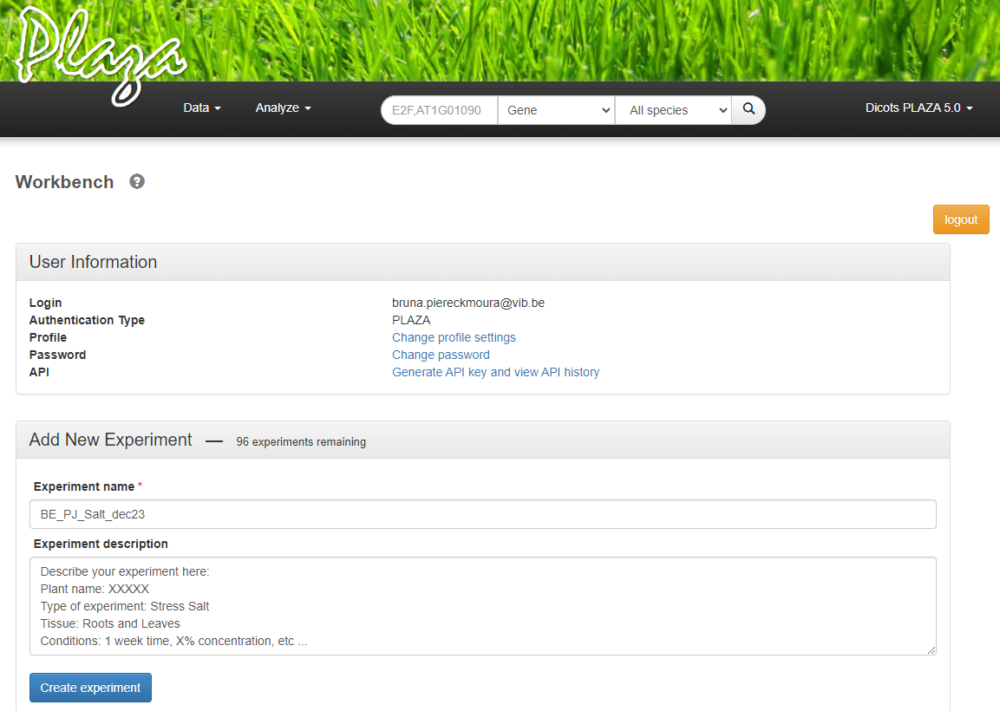 Plaza
Data Analyze E2F,AT1G01090 Gene All species Dicots PLAZA 5.0
Workbench ?
logout
User Information
Login bruna.piereckmoura@vib.be
Authentication Type PLAZA
Profile Change profile settings
Password Change password
API Generate API key and view API history
Add New Experiment — 96 experiments remaining
Experiment name *
BE_PJ_Salt_dec23
Experiment description
Describe your experiment here:
Plant name: XXXXX
Type of experiment: Stress Salt
Tissue: Roots and Leaves
Conditions: 1 week time, X% concentration, etc ...
Create experiment